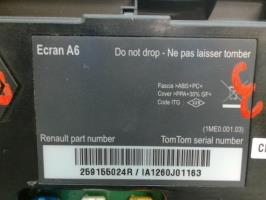 Ecran A6
Do not drop - Ne pas laisser tomber
Fascia >ABS+PC<
Cover >PPA+30% GF<
Code ITG
(1ME0.001.03)
Renault part number
TomTom serial number
259155024R / IA1260J01163